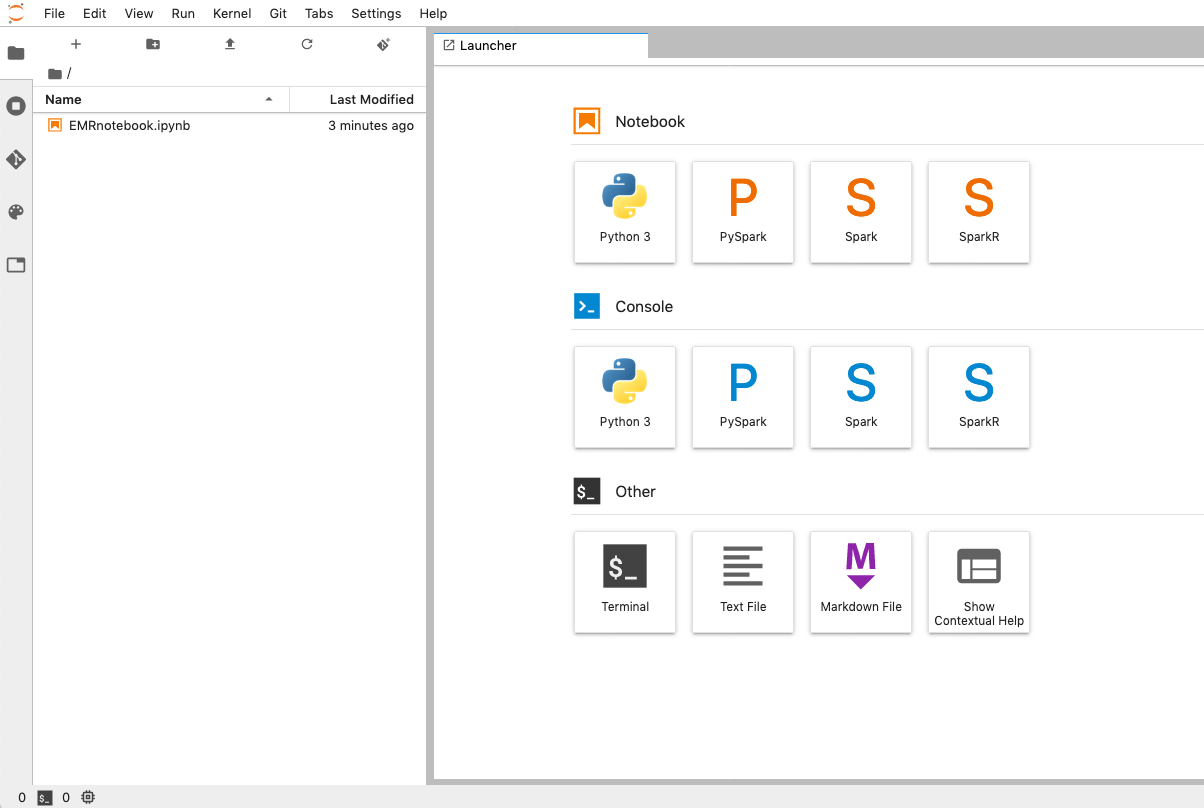 File Edit View Run Kernel Git Tabs Settings Help
/
Launcher
Name Last Modified
EMRnotebook.ipynb 3 minutes ago
Notebook
P S S
Python 3 PySpark Spark SparkR
Console
P S S
Python 3 PySpark Spark SparkR
$_ Other
$_ M
Terminal Text File Markdown File Show
Contextual Help
0 $_ 0